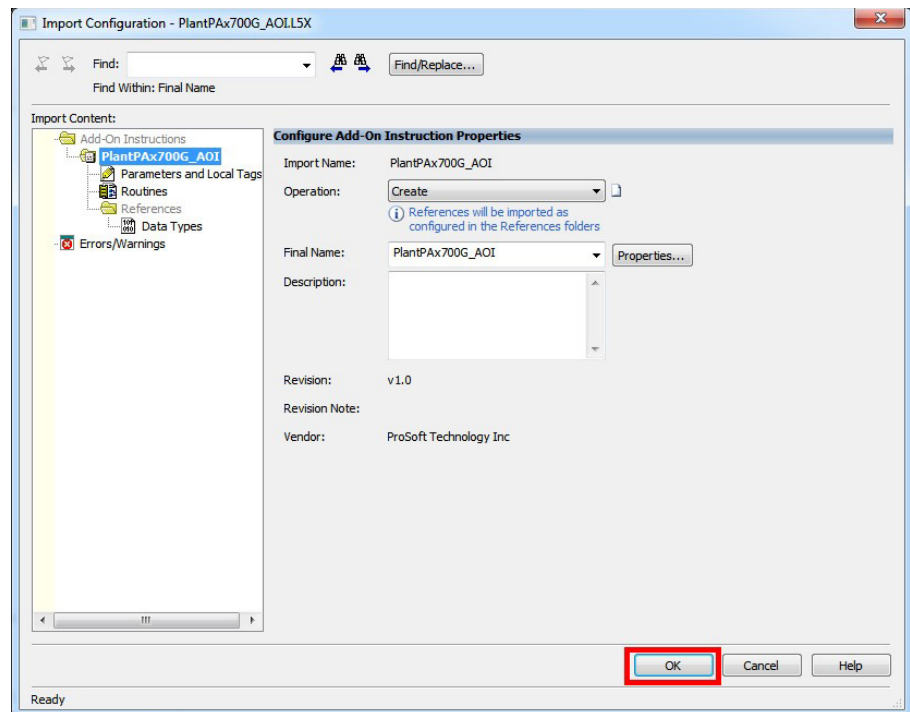 Import Configuration - PlantPAx700G_AOI.L5X
Find:
Find/Replace...
Find Within: Final Name
Import Content:
Add-On Instructions
PlantPAx700G_AOI
Parameters and Local Tags
Routines
References
Data Types
Errors/Warnings
Configure Add-On Instruction Properties
Import Name: PlantPAx700G_AOI
Operation: Create
References will be imported as
configured in the References folders
Final Name: PlantPAx700G_AOI Properties...
Description:
Revision: v1.0
Revision Note:
Vendor: ProSoft Technology Inc
OK Cancel Help
Ready